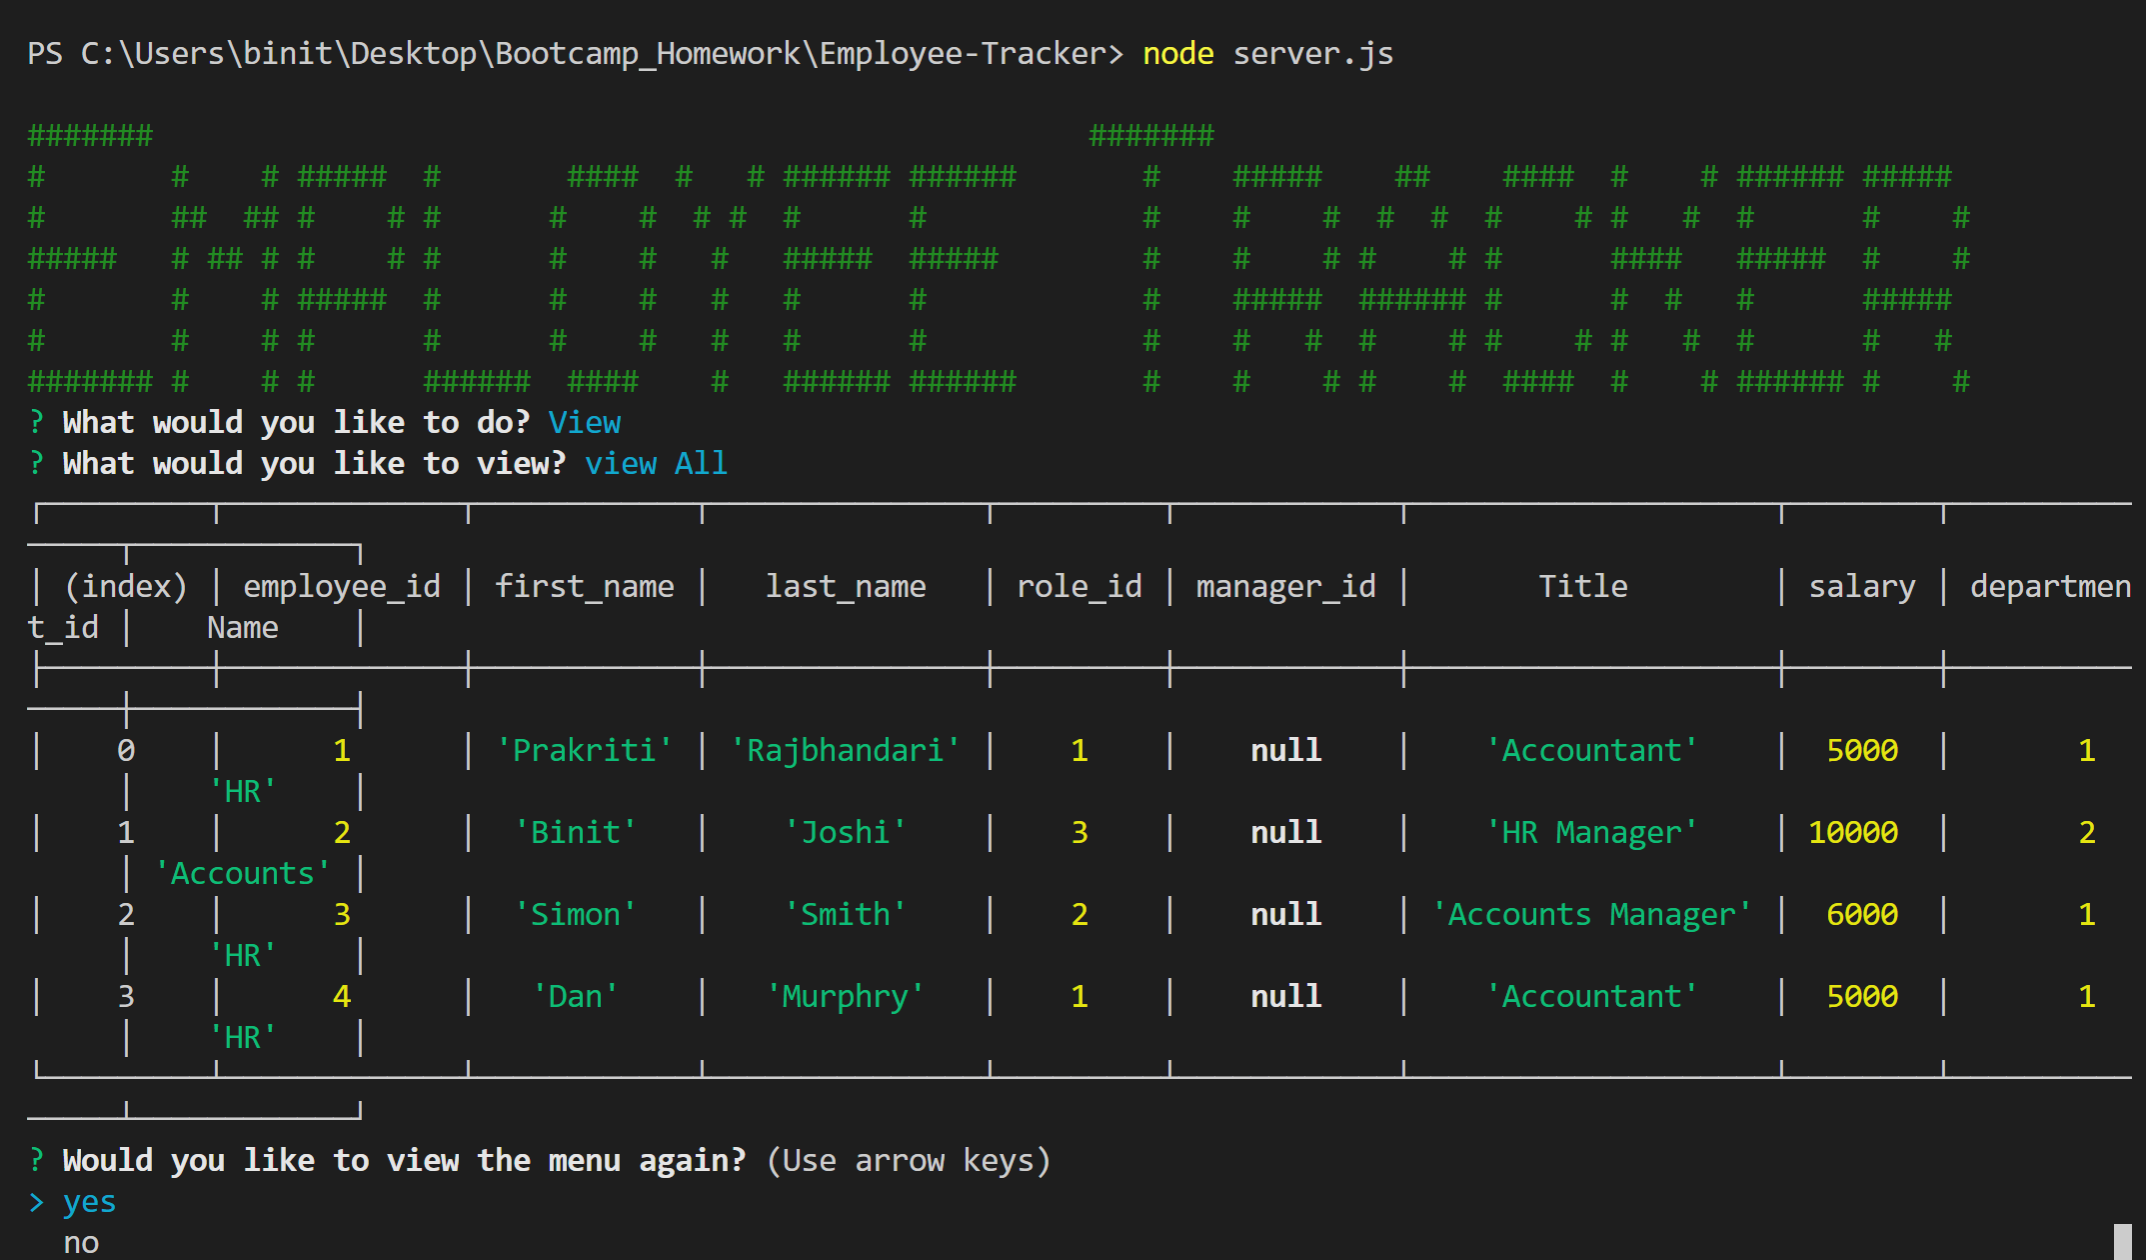 PS C:\Users\binit\Desktop\Bootcamp_Homework\Employee-Tracker> node server.js
EMPLOYEE TRACKER
? What would you like to do? View
? What would you like to view? view All
│ (index) │ employee_id │ first_name │   last_name   │ role_id │ manager_id │       Title        │ salary │ departmen
t_id │    Name    │
│    0    │      1      │ 'Prakriti' │ 'Rajbhandari' │    1    │    null    │    'Accountant'    │  5000  │       1
     │    'HR'    │
│    1    │      2      │  'Binit'   │    'Joshi'    │    3    │    null    │    'HR Manager'    │ 10000  │       2
     │ 'Accounts' │
│    2    │      3      │  'Simon'   │    'Smith'    │    2    │    null    │ 'Accounts Manager' │  6000  │       1
     │    'HR'    │
│    3    │      4      │   'Dan'    │   'Murphry'   │    1    │    null    │    'Accountant'    │  5000  │       1
     │    'HR'    │
? Would you like to view the menu again? (Use arrow keys)
> yes
  no